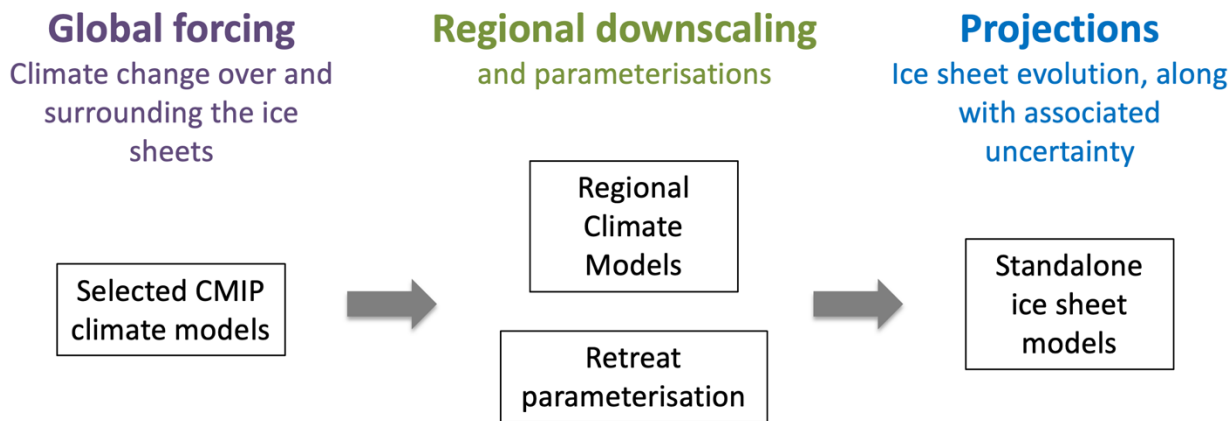 Global forcing
Climate change over and
surrounding the ice
sheets
Selected CMIP
climate models
Regional downscaling
and parameterisations
Regional
Climate
Models
Retreat
parameterisation
Projections
Ice sheet evolution, along
with associated
uncertainty
Standalone
ice sheet
models